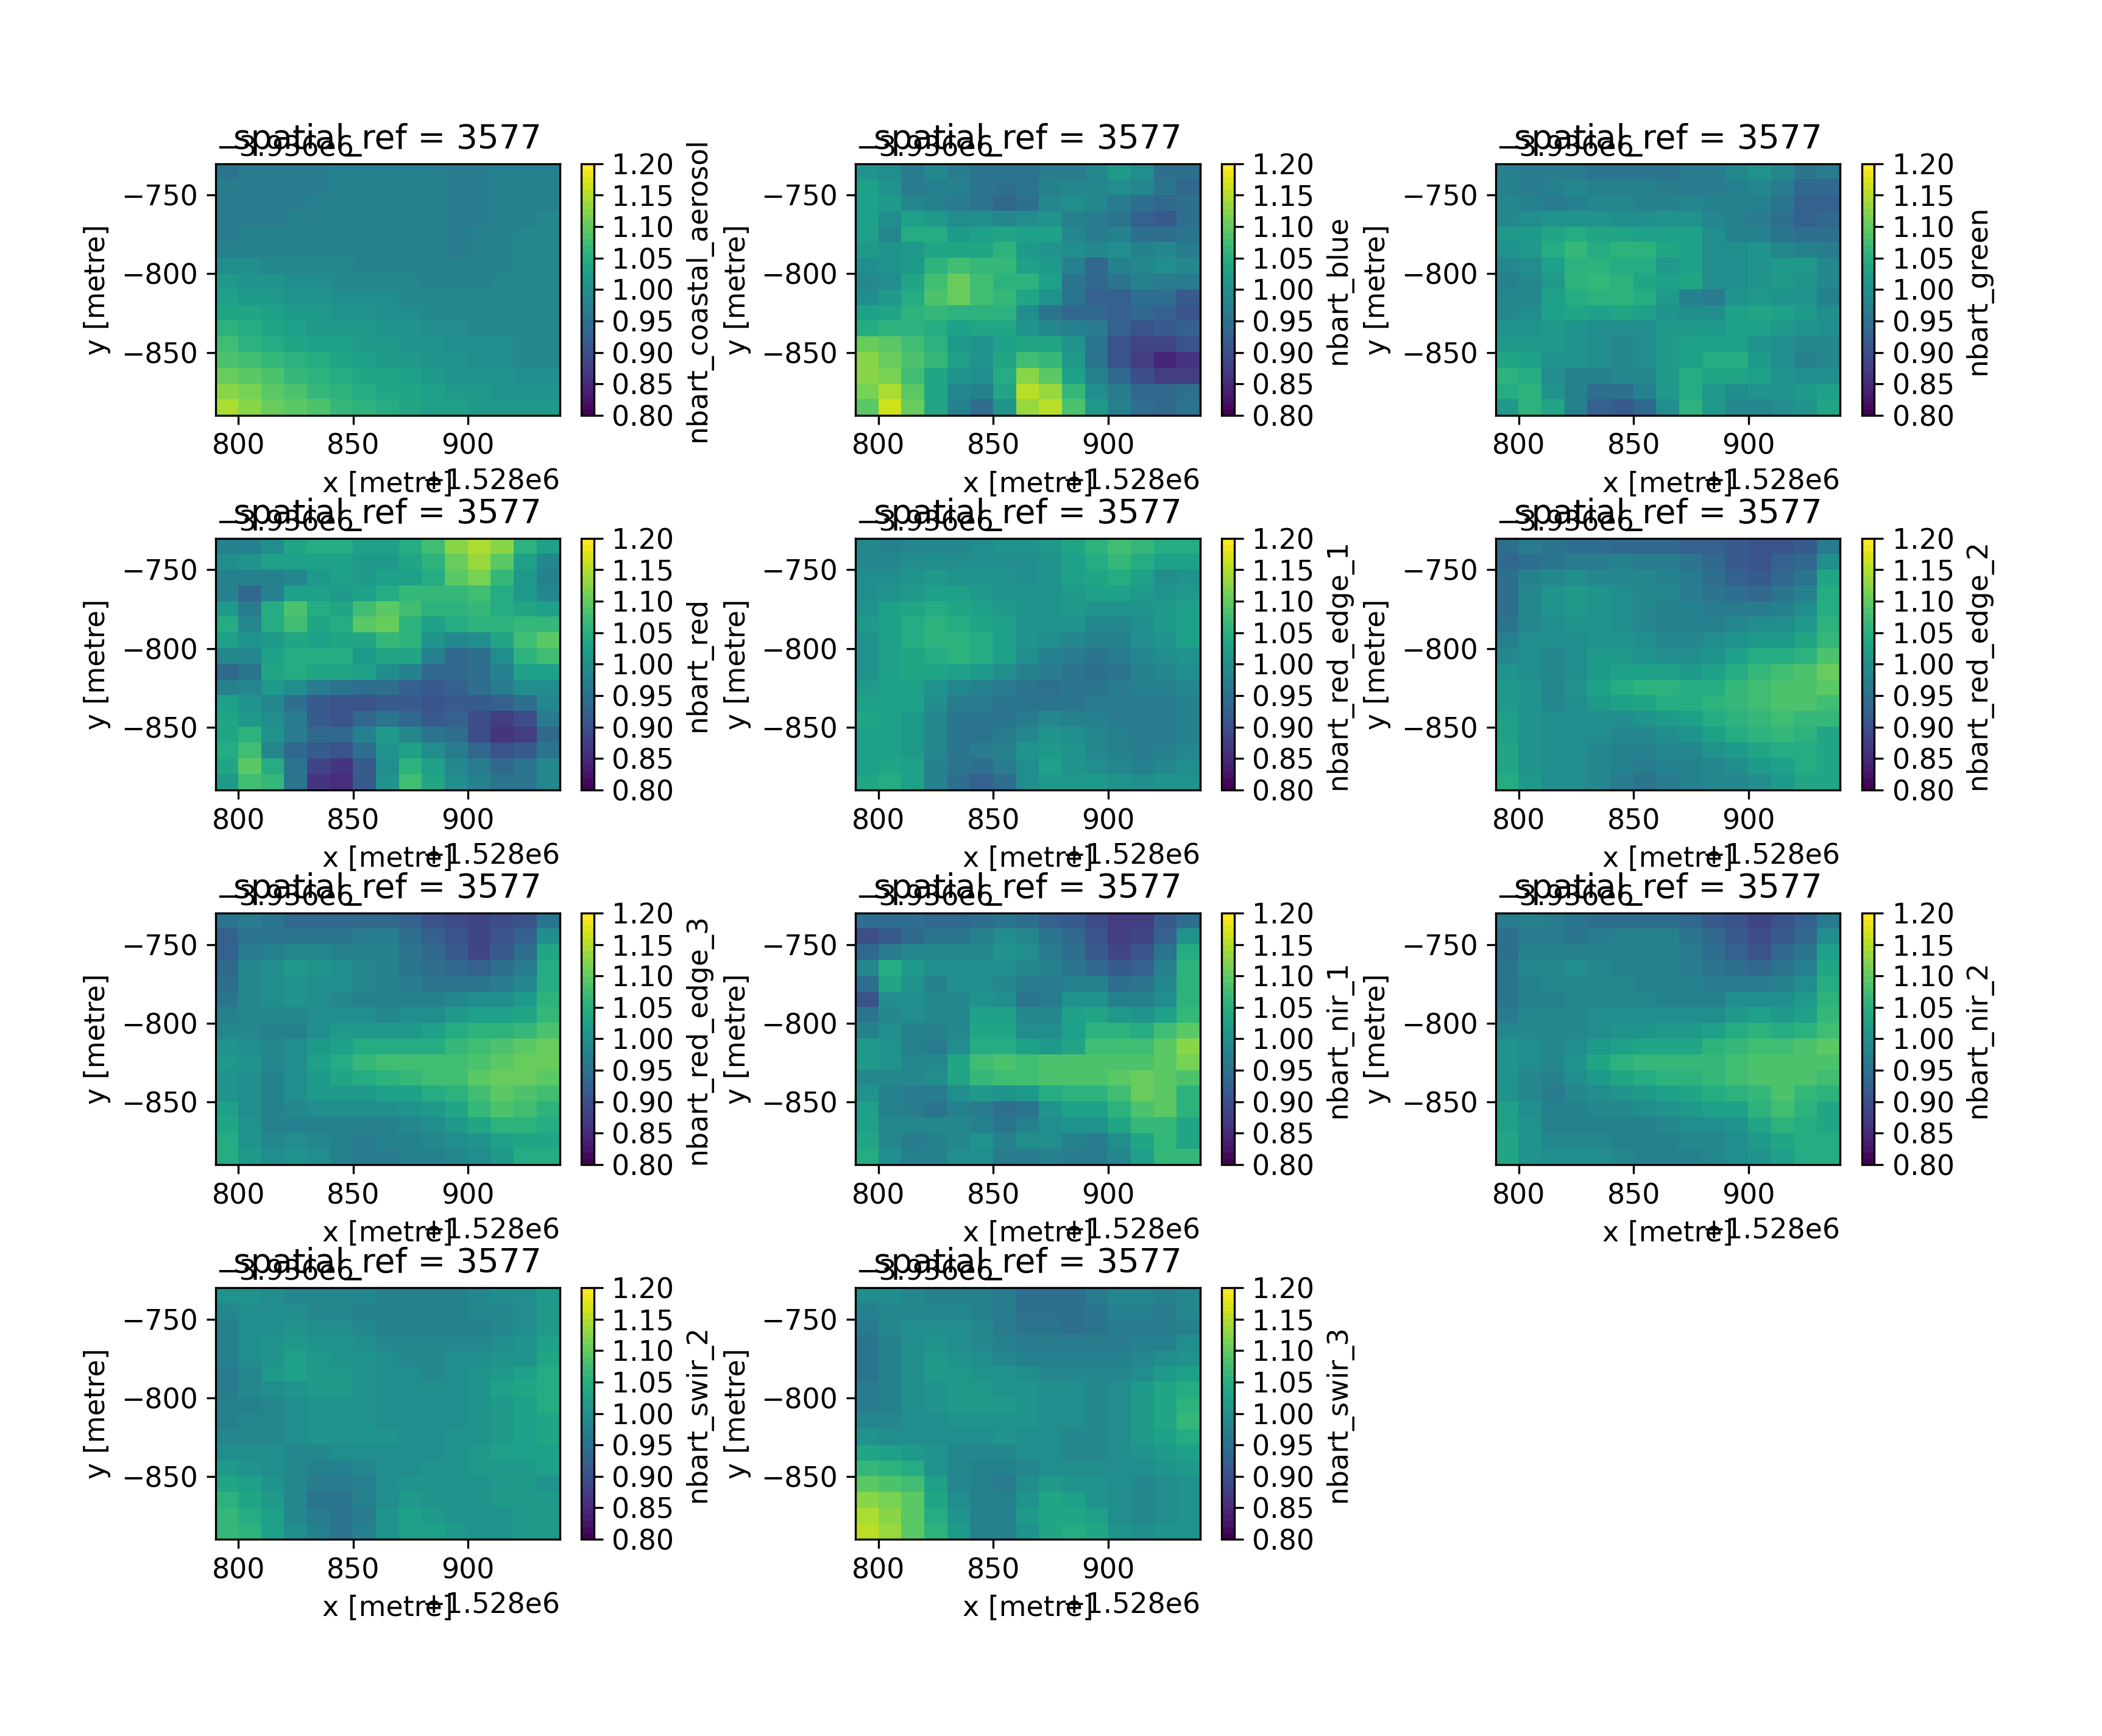 spatial_ref = 3577
−3.936e6
−750
−800
−850
y [metre]
800
850
900
x [metre]
+1.528e6
1.20
1.15
1.10
1.05
1.00
0.95
0.90
0.85
0.80
nbart_coastal_aerosol
spatial_ref = 3577
−3.936e6
−750
−800
−850
y [metre]
800
850
900
x [metre]
+1.528e6
1.20
1.15
1.10
1.05
1.00
0.95
0.90
0.85
0.80
nbart_blue
spatial_ref = 3577
−3.936e6
−750
−800
−850
y [metre]
800
850
900
x [metre]
+1.528e6
1.20
1.15
1.10
1.05
1.00
0.95
0.90
0.85
0.80
nbart_green
spatial_ref = 3577
−3.936e6
−750
−800
−850
y [metre]
800
850
900
x [metre]
+1.528e6
1.20
1.15
1.10
1.05
1.00
0.95
0.90
0.85
0.80
nbart_red
spatial_ref = 3577
−3.936e6
−750
−800
−850
y [metre]
800
850
900
x [metre]
+1.528e6
1.20
1.15
1.10
1.05
1.00
0.95
0.90
0.85
0.80
nbart_red_edge_1
spatial_ref = 3577
−3.936e6
−750
−800
−850
y [metre]
800
850
900
x [metre]
+1.528e6
1.20
1.15
1.10
1.05
1.00
0.95
0.90
0.85
0.80
nbart_red_edge_2
spatial_ref = 3577
−3.936e6
−750
−800
−850
y [metre]
800
850
900
x [metre]
+1.528e6
1.20
1.15
1.10
1.05
1.00
0.95
0.90
0.85
0.80
nbart_red_edge_3
spatial_ref = 3577
−3.936e6
−750
−800
−850
y [metre]
800
850
900
x [metre]
+1.528e6
1.20
1.15
1.10
1.05
1.00
0.95
0.90
0.85
0.80
nbart_nir_1
spatial_ref = 3577
−3.936e6
−750
−800
−850
y [metre]
800
850
900
x [metre]
+1.528e6
1.20
1.15
1.10
1.05
1.00
0.95
0.90
0.85
0.80
nbart_nir_2
spatial_ref = 3577
−3.936e6
−750
−800
−850
y [metre]
800
850
900
x [metre]
+1.528e6
1.20
1.15
1.10
1.05
1.00
0.95
0.90
0.85
0.80
nbart_swir_2
spatial_ref = 3577
−3.936e6
−750
−800
−850
y [metre]
800
850
900
x [metre]
+1.528e6
1.20
1.15
1.10
1.05
1.00
0.95
0.90
0.85
0.80
nbart_swir_3